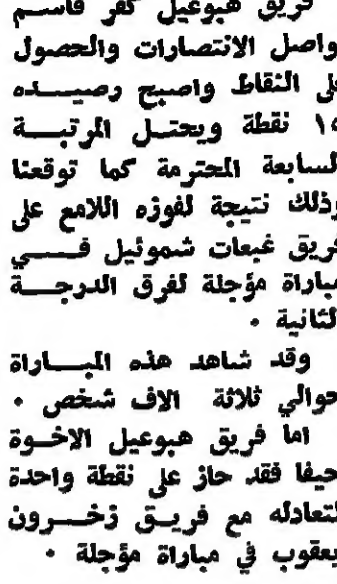 فريق هبوعيل كفر قاسم
واصل الانتصارات والحصول
على النقاط واصبح رصيده
١٥ نقطة ويحتل المرتبة
السابعة المحترمة كما توقعنا
وذلك نتيجة لفوزه اللامع على
فريق غبعات شموئيل في
مباراة مؤجلة لفرق الدرجة
الثانية .
وقد شاهد هذه المباراة
حوالي ثلاثة الاف شخص .
اما فريق هبوعيل الاخوة
حيفا فقد حاز على نقطة واحدة
لتعادله مع فريق زخرون
يعقوب في مباراة مؤجلة .